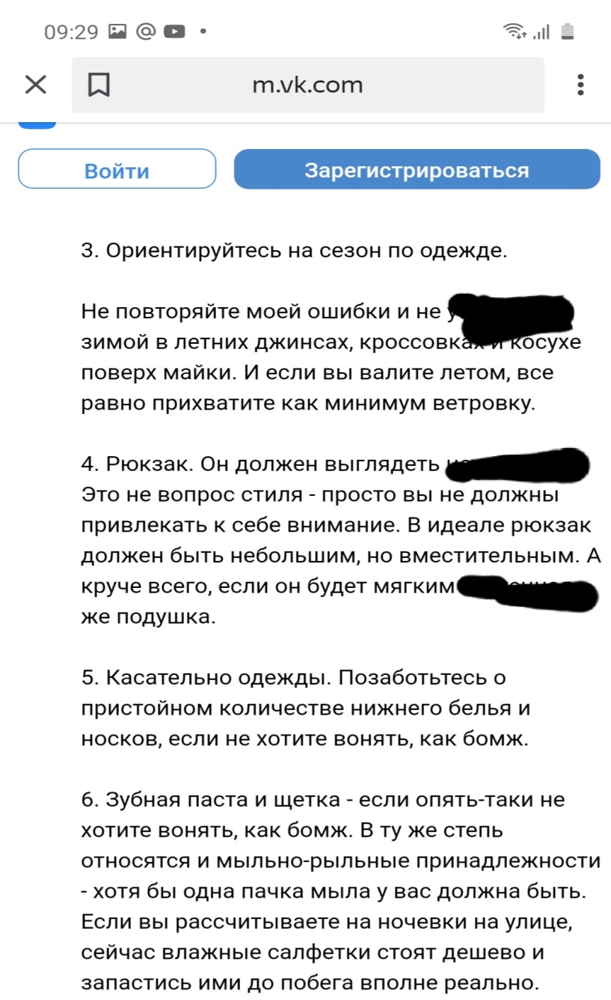 09:29
m.vk.com
Войти
Зарегистрироваться
3. Ориентируйтесь на сезон по одежде.
Не повторяйте моей ошибки и не
зимой в летних джинсах, кроссовках и косухе
поверх майки. И если вы валите летом, все
равно прихватите как минимум ветровку.
4. Рюкзак. Он должен выглядеть
Это не вопрос стиля - просто вы не должны
привлекать к себе внимание. В идеале рюкзак
должен быть небольшим, но вместительным. А
круче всего, если он будет мягким
же подушка.
5. Касательно одежды. Позаботьтесь о
пристойном количестве нижнего белья и
носков, если не хотите вонять, как бомж.
6. Зубная паста и щетка - если опять-таки не
хотите вонять, как бомж. В ту же степь
относятся и мыльно-рыльные принадлежности
- хотя бы одна пачка мыла у вас должна быть.
Если вы рассчитываете на ночевки на улице,
сейчас влажные салфетки стоят дешево и
запастись ими до побега вполне реально.